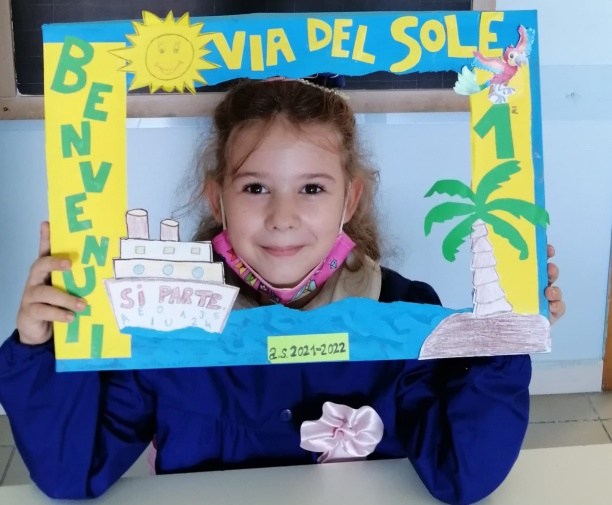 VIA DEL SOLE
BENVENUTI
1ª
SI PARTE
a.s. 2021-2022